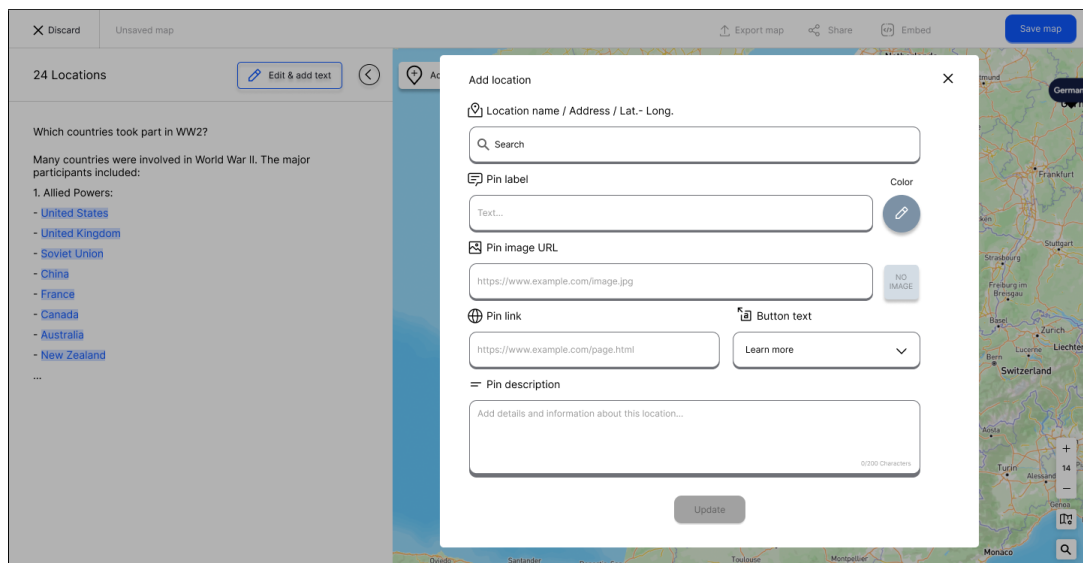 Discard
Unsaved map
Export map
Share
Embed
Save map
24 Locations
Edit & add text
Which countries took part in WW2?
Many countries were involved in World War II. The major
participants included:
1. Allied Powers:
- United States
- United Kingdom
- Soviet Union
- China
- France
- Canada
- Australia
- New Zealand
...
Add location
Location name / Address / Lat.- Long.
Search
Pin label
Color
Text...
Pin image URL
https://www.example.com/image.jpg
NO
IMAGE
Pin link
Button text
https://www.example.com/page.html
Learn more
Pin description
Add details and information about this location...
0/200 Characters
Update
German
Frankfurt
Stuttgart
Strasbourg
Freiburg im
Breisgau
Basel
Zurich
Bern
Lucerne
Liechte
Switzerland
Aosta
+
14
−
Turin
Alessand
Genoa
Monaco
Oviedo
Santander
Toulouse
Montpellier